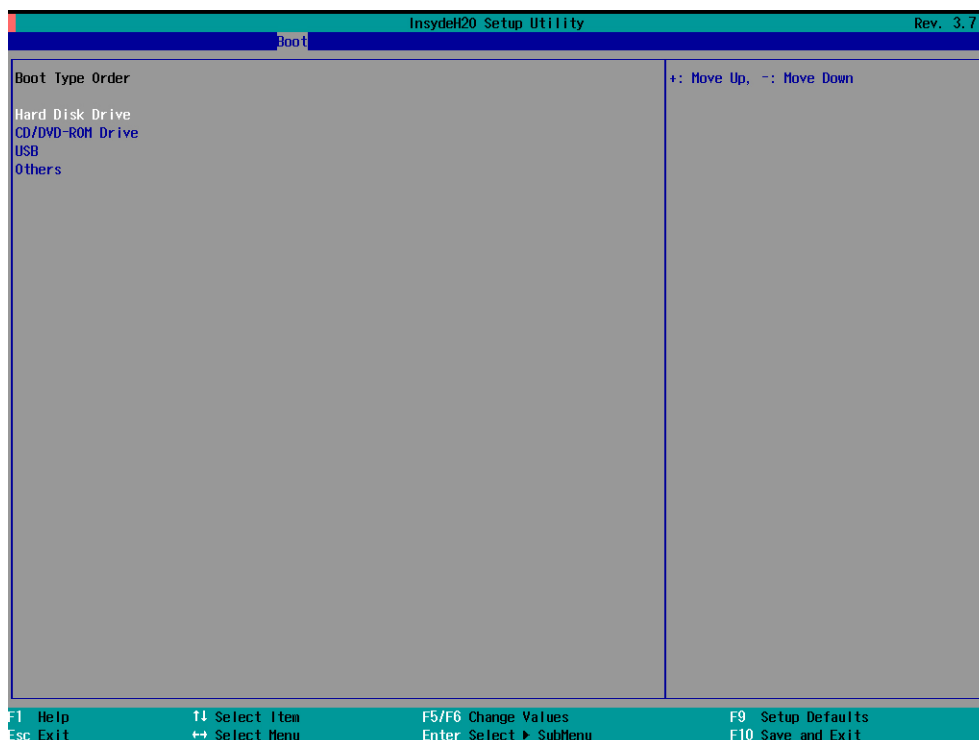 InsydeH20 Setup Utility Rev. 3.7
Boot
Boot Type Order
+: Move Up, -: Move Down
Hard Disk Drive
CD/DVD-ROM Drive
USB
Others
F1 Help ↑↓ Select Item F5/F6 Change Values F9 Setup Defaults
Esc Exit ↔ Select Menu Enter Select ▶ SubMenu F10 Save and Exit